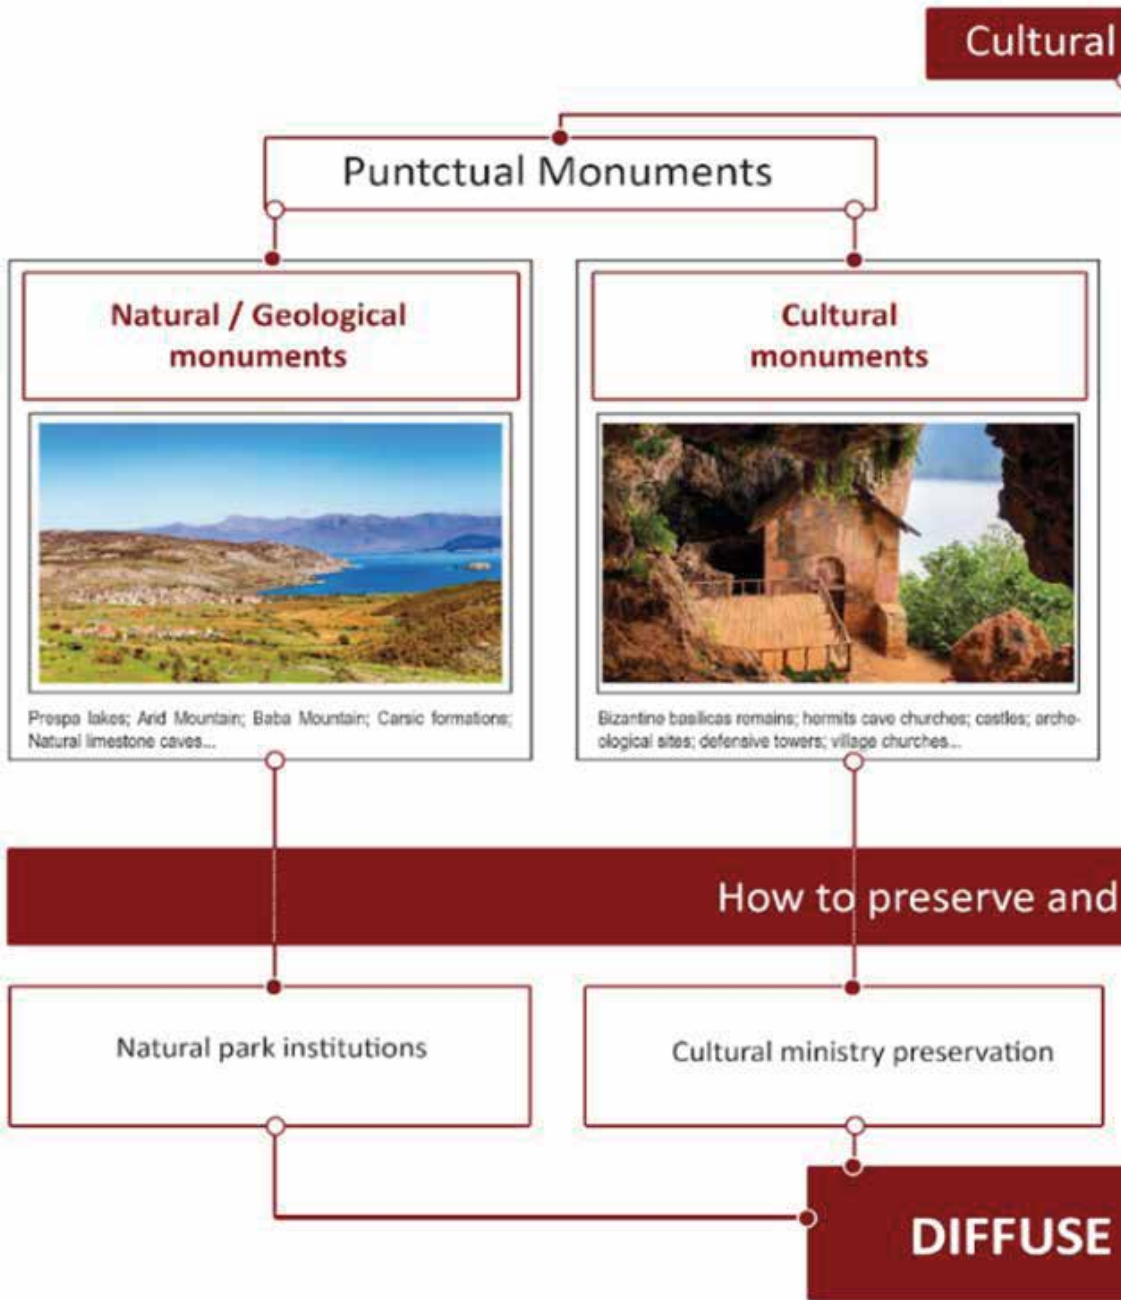 Cultural
Puntctual Monuments
Natural / Geological
monuments
Cultural
monuments
Prespa lakes; Arid Mountain; Baba Mountain; Carsic formations;
Natural limestone caves...
Bizantine basilicas remains; hermits cave churches; castles; arche-
ological sites; defensive towers; village churches...
How to preserve and
Natural park institutions
Cultural ministry preservation
DIFFUSE